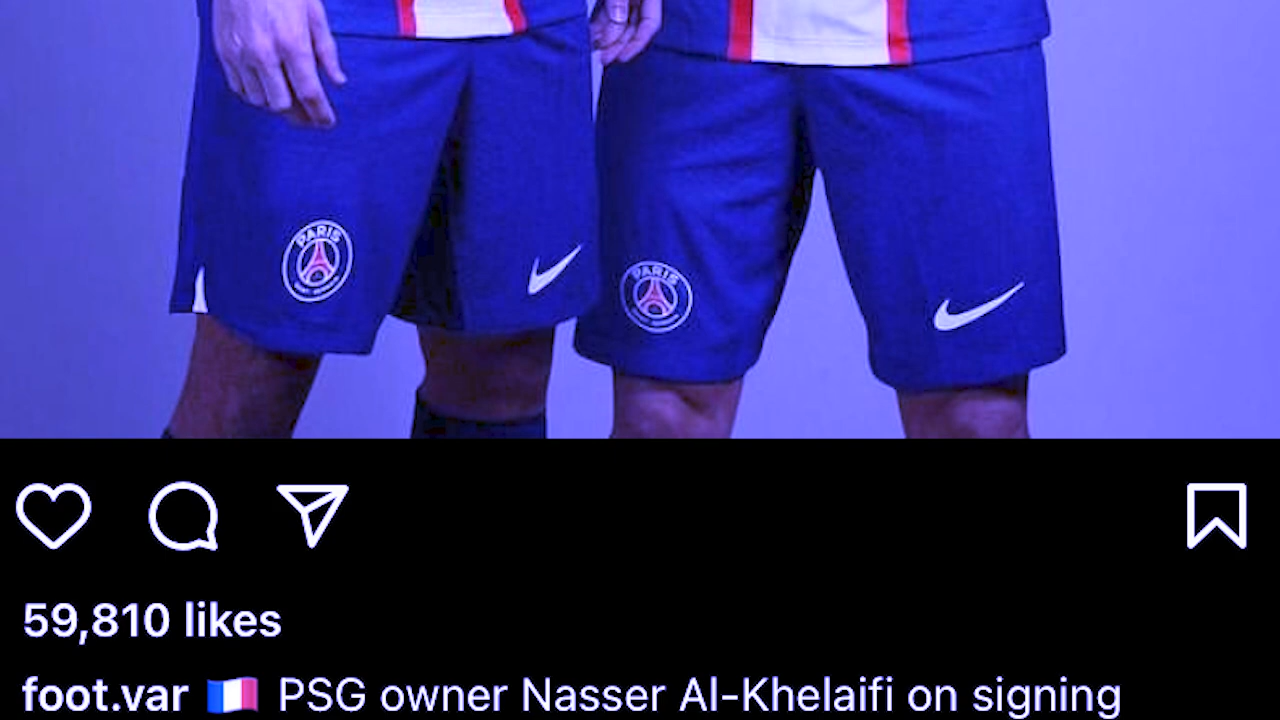 PARIS
PARIS
59,810 likes
foot.var 🇫🇷 PSG owner Nasser Al-Khelaifi on signing